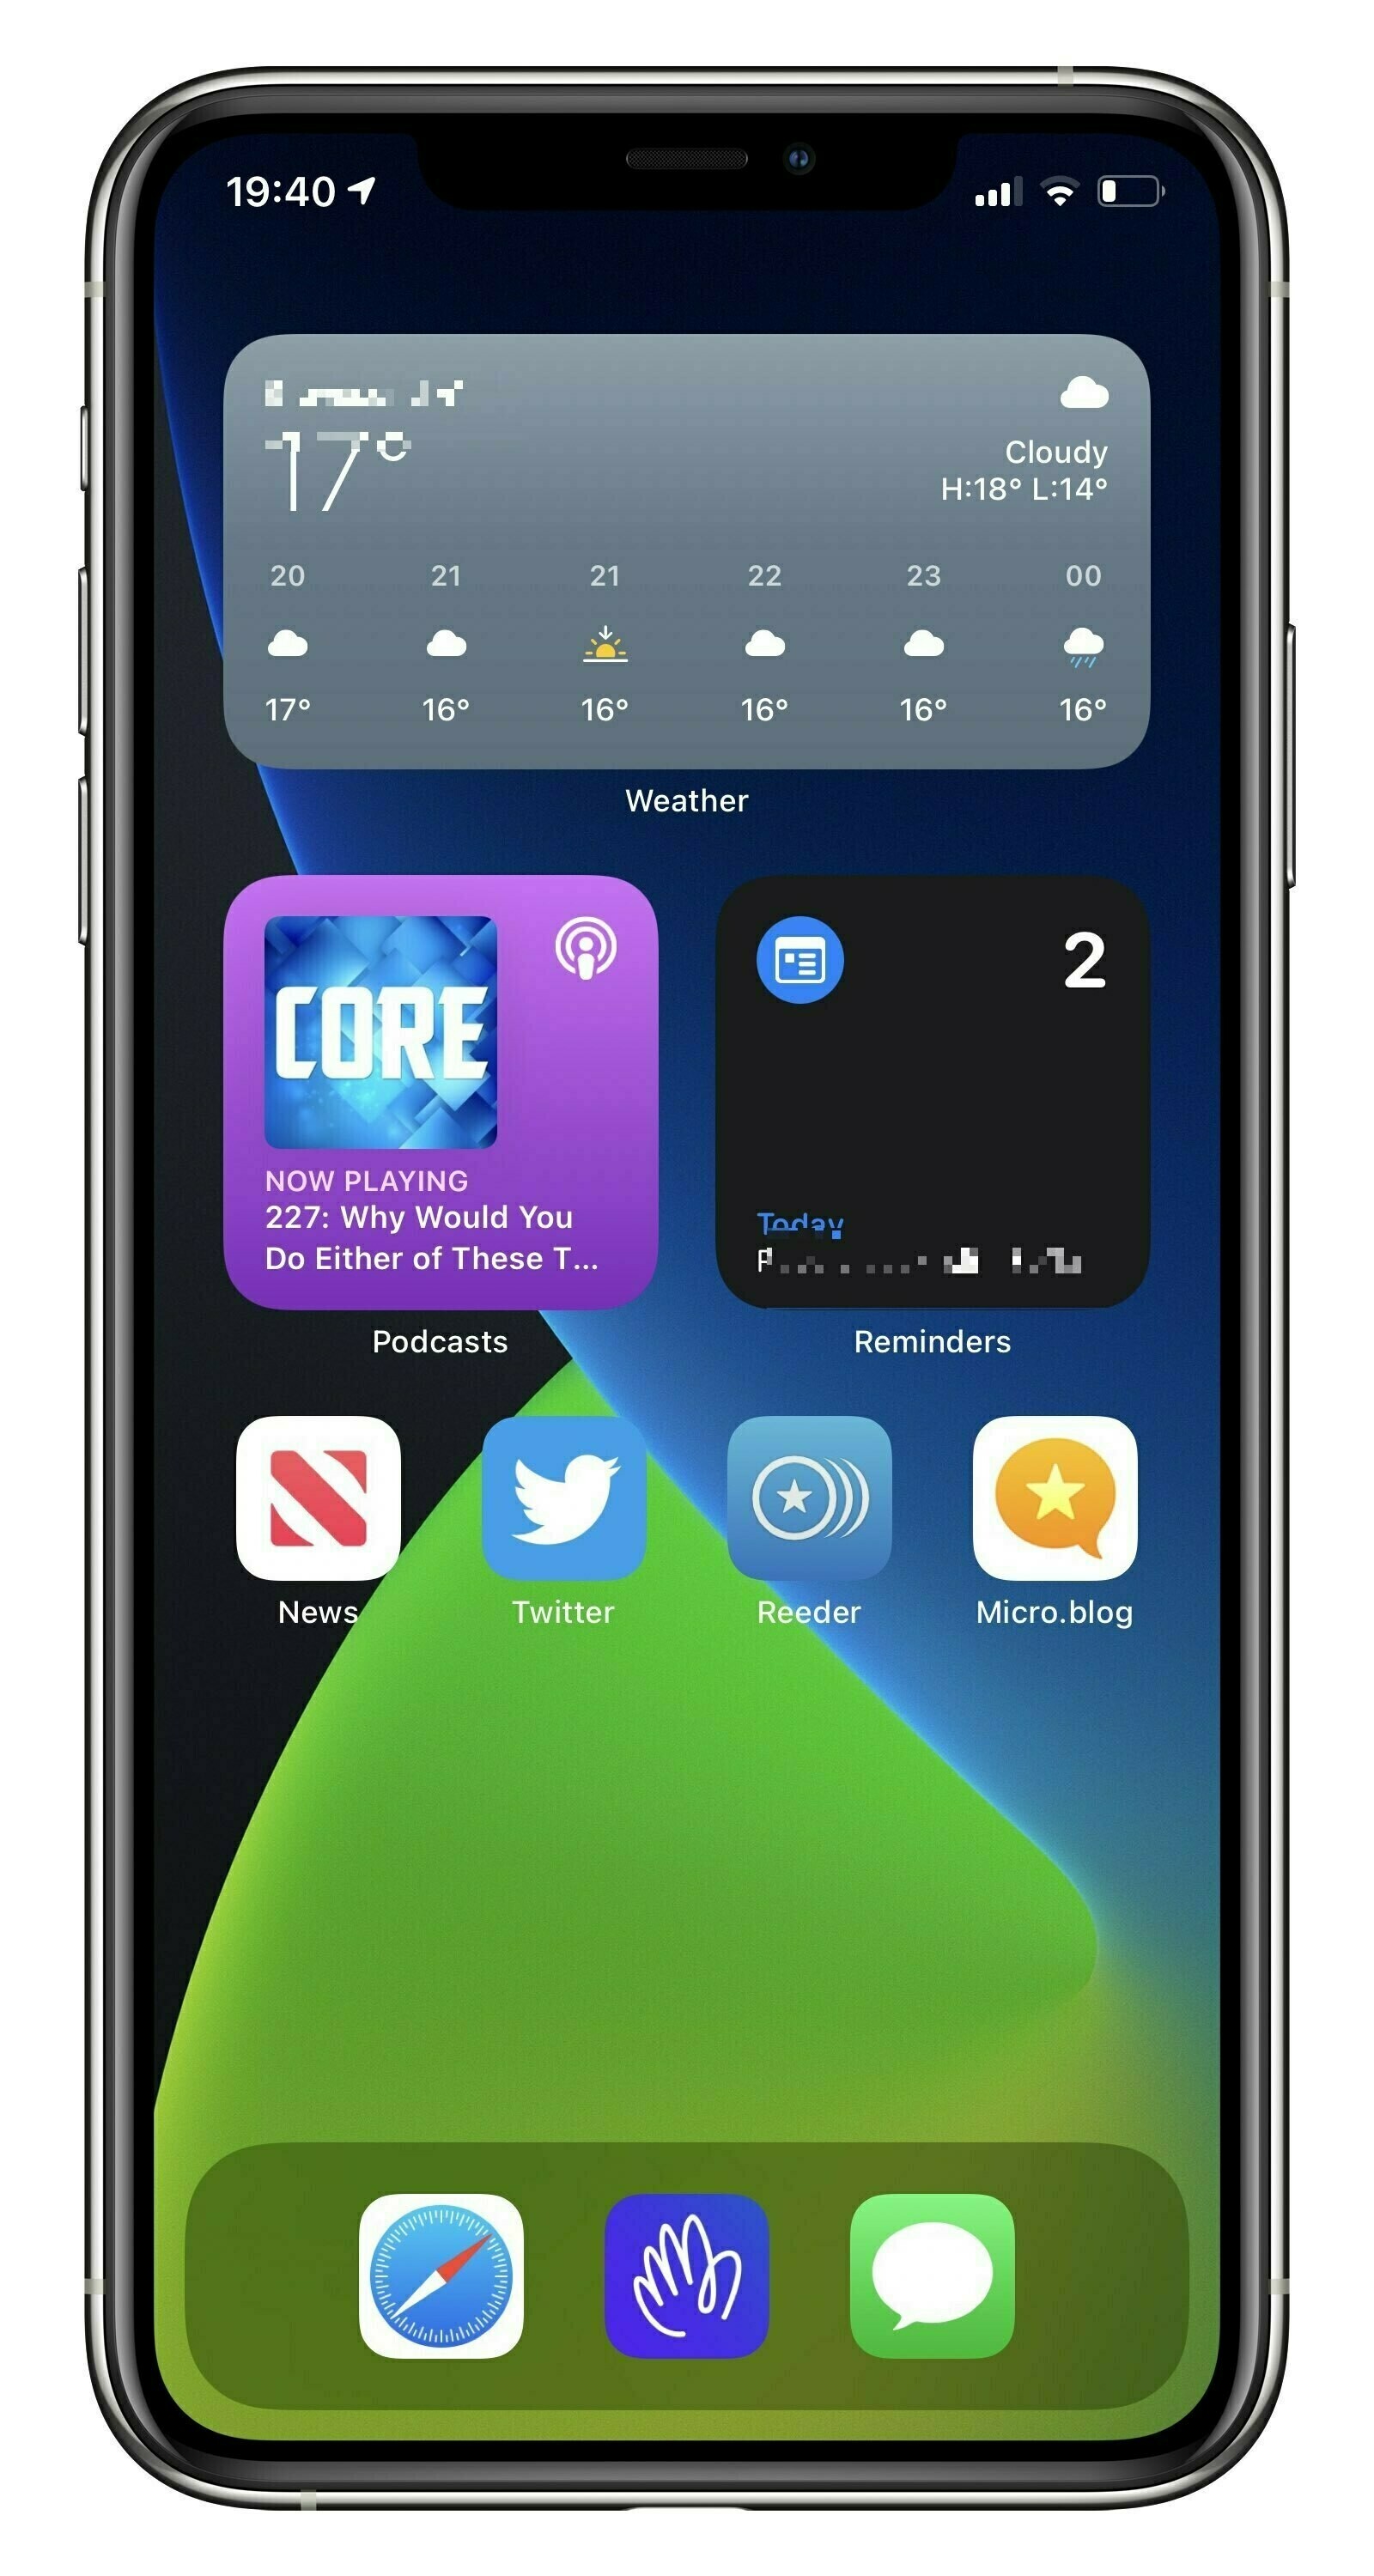 19:40
17°
Cloudy
H:18° L:14°
20 21 21 22 23 00
17° 16° 16° 16° 16° 16°
Weather
CORE
NOW PLAYING
227: Why Would You
Do Either of These T...
Podcasts
2
Today
Reminders
News Twitter Reeder Micro.blog